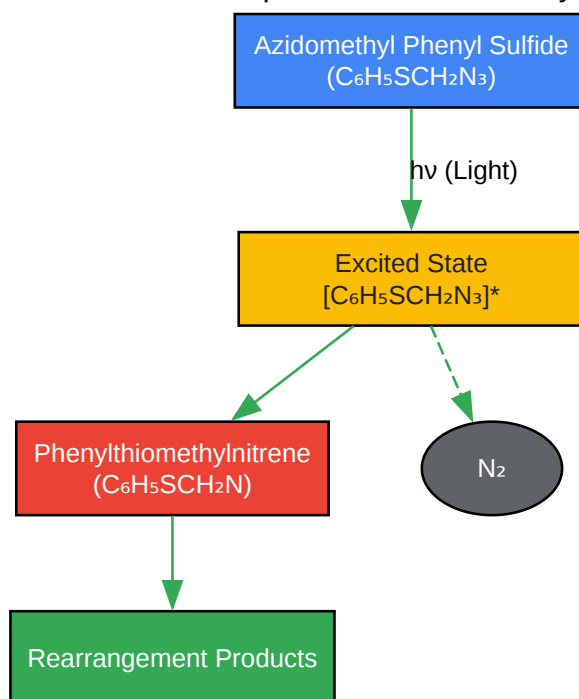 Azidomethyl Phenyl Sulfide
(C₆H₅SCH₂N₃)
hν (Light)
Excited State
[C₆H₅SCH₂N₃]*
Phenylthiomethylnitrene
(C₆H₅SCH₂N)
N₂
Rearrangement Products